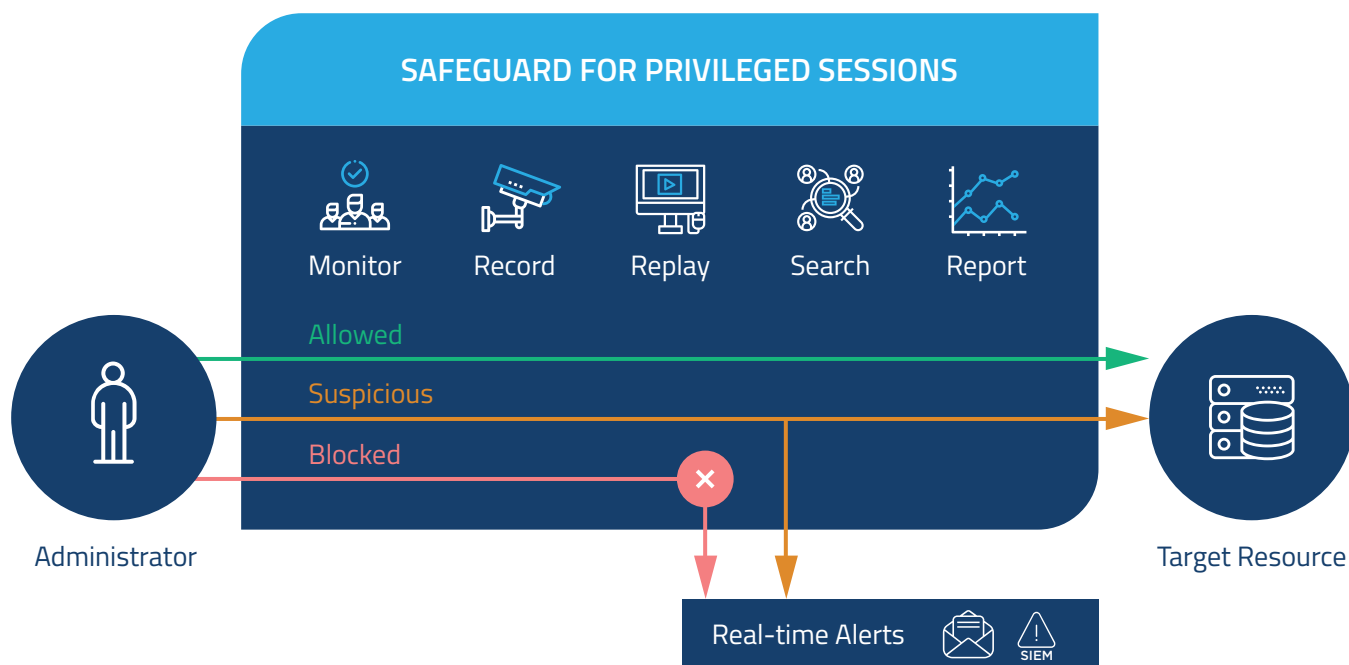 SAFEGUARD FOR PRIVILEGED SESSIONS
Monitor
Record
Replay
Search
Report
Allowed
Suspicious
Blocked
Administrator
Target Resource
Real-time Alerts
SIEM